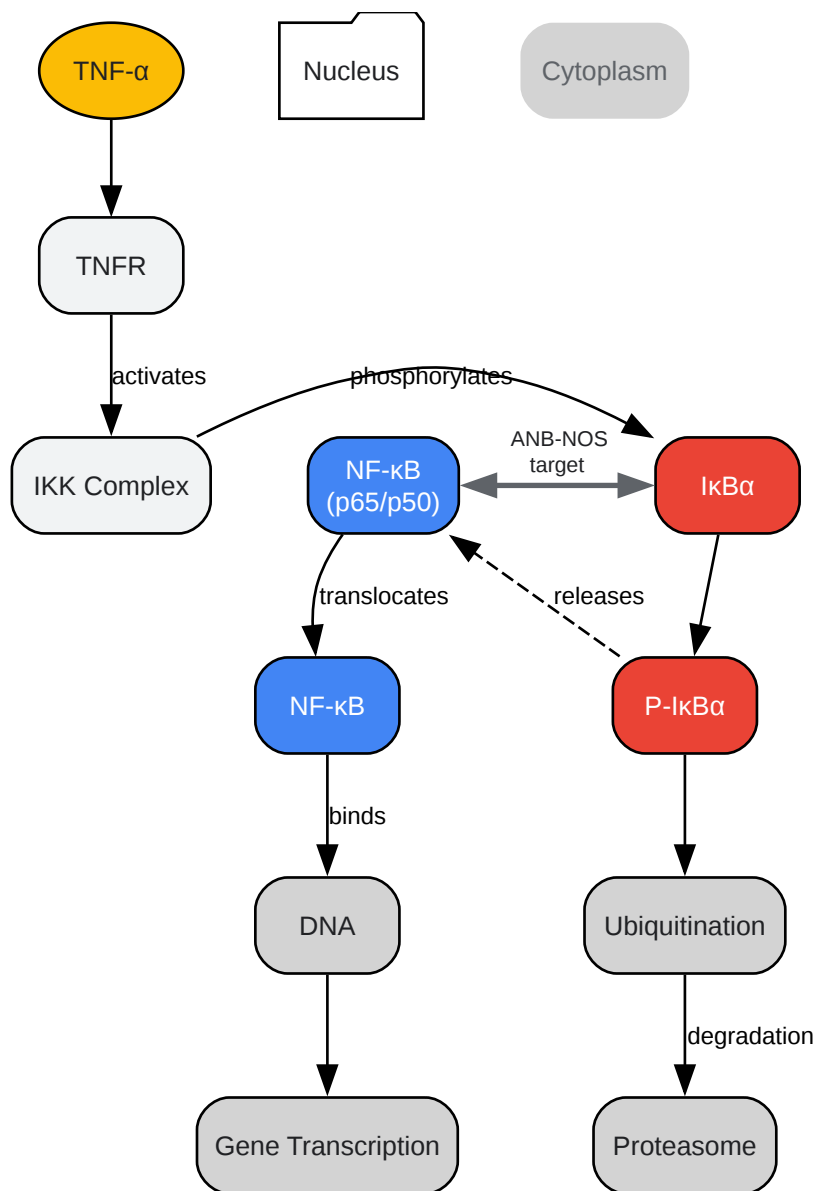 TNF-α
Nucleus
Cytoplasm
TNFR
activates
phosphorylates
IKK Complex
NF-κB
(p65/p50)
ANB-NOS
target
IκBα
translocates
releases
NF-κB
P-IκBα
binds
DNA
Ubiquitination
degradation
Gene Transcription
Proteasome